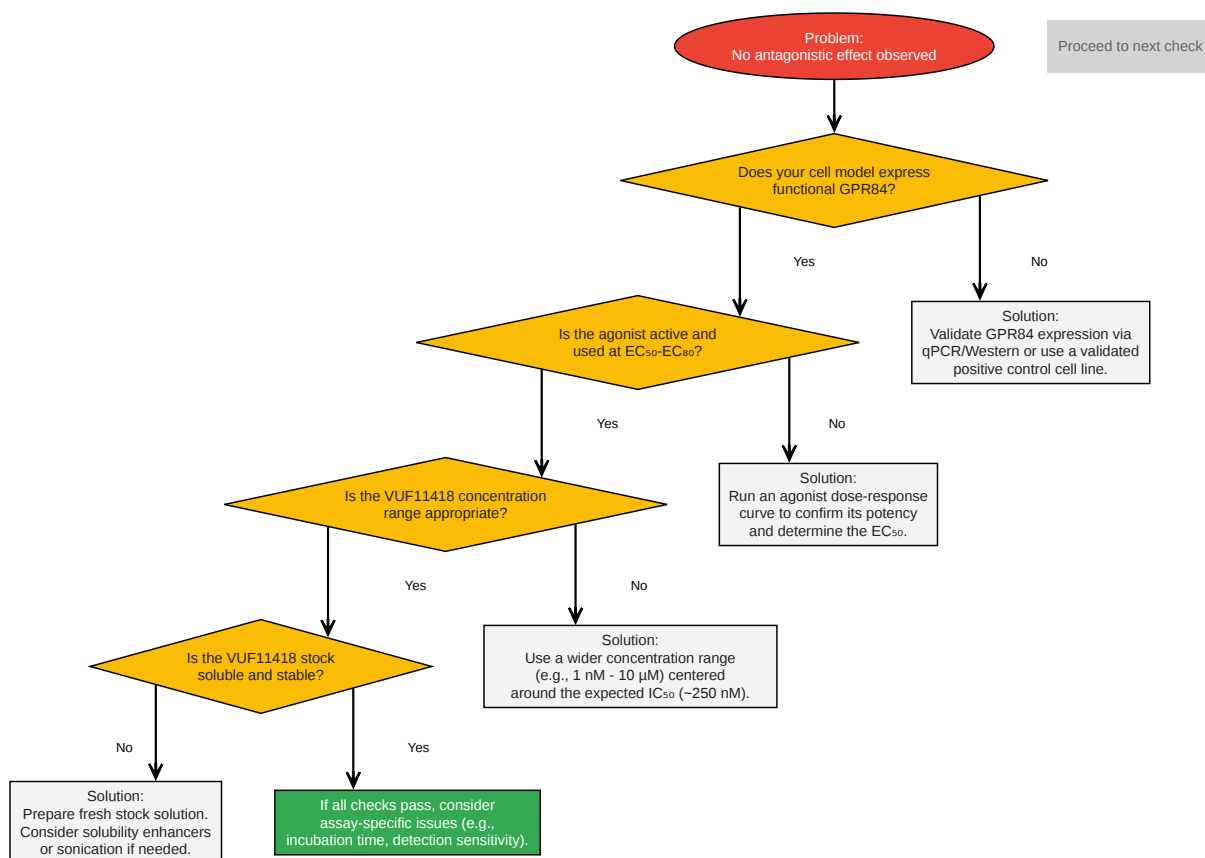 Problem:
No antagonistic effect observed
Proceed to next check
Does your cell model express
functional GPR84?
Yes
No
Is the agonist active and
used at EC₅₀-EC₈₀?
Solution:
Validate GPR84 expression via
qPCR/Western or use a validated
positive control cell line.
Yes
No
Is the VUF11418 concentration
range appropriate?
Solution:
Run an agonist dose-response
curve to confirm its potency
and determine the EC₅₀.
Yes
No
Is the VUF11418 stock
soluble and stable?
Solution:
Use a wider concentration range
(e.g., 1 nM - 10 µM) centered
around the expected IC₅₀ (~250 nM).
No
Yes
Solution:
Prepare fresh stock solution.
Consider solubility enhancers
or sonication if needed.
If all checks pass, consider
assay-specific issues (e.g.,
incubation time, detection sensitivity).